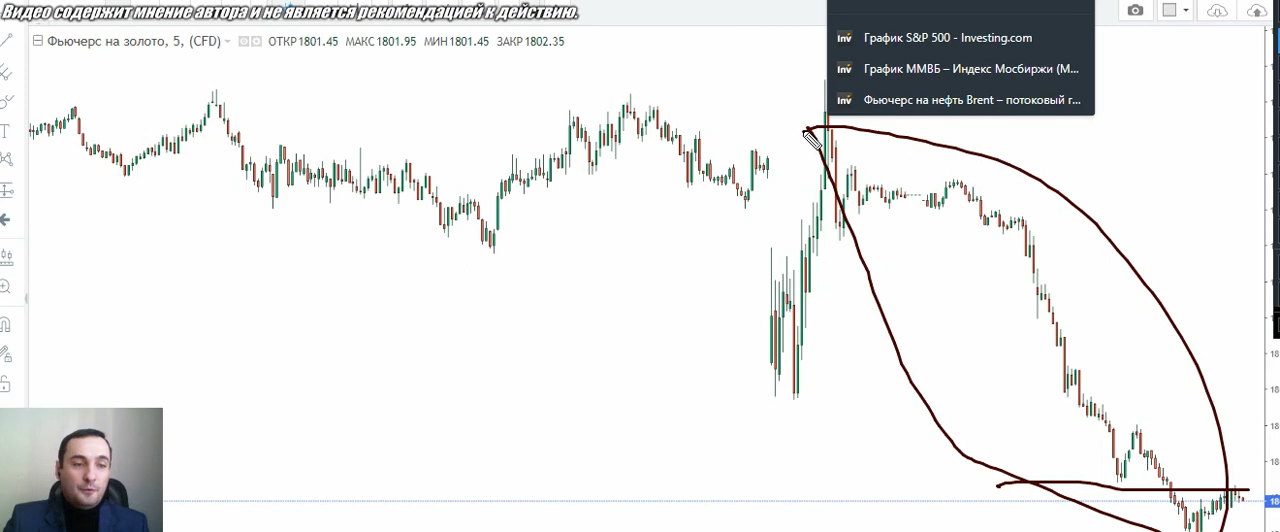 Видео содержит мнение автора и не является рекомендацией к действию.
Фьючерс на золото, 5, (CFD) ОТКР 1801.45 МАКС 1801.95 МИН 1801.45 ЗАКР 1802.35
График S&P 500 - Investing.com
График ММВБ – Индекс Мосбиржи (М...
Фьючерс на нефть Brent – потоковый г...